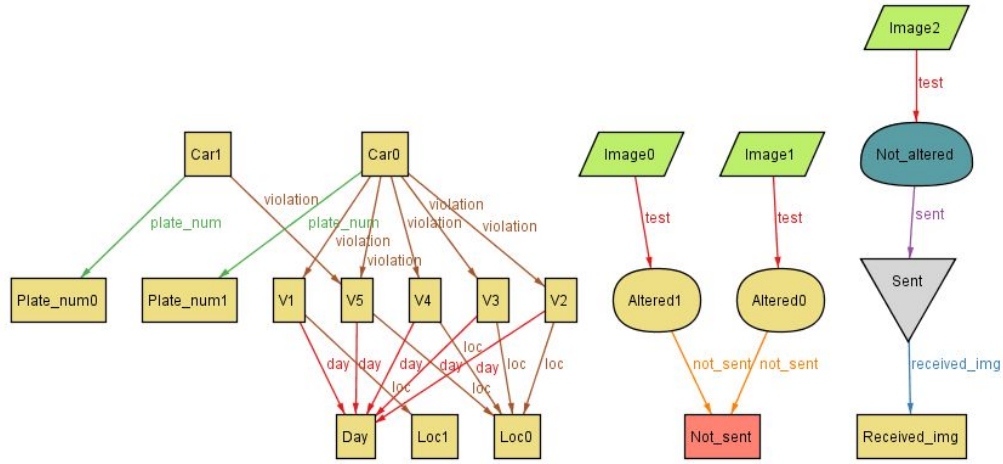 Image2
test
Car1
Car0
Image0
Image1
Not_altered
violation
violation
plate_num
plate_num
violation
violation
violation
test
test
sent
Plate_num0
Plate_num1
V1
V5
V4
V3
V2
Altered1
Altered0
Sent
loc
day
day
day
day
loc
day
loc
loc
loc
not_sent
not_sent
received_img
Day
Loc1
Loc0
Not_sent
Received_img